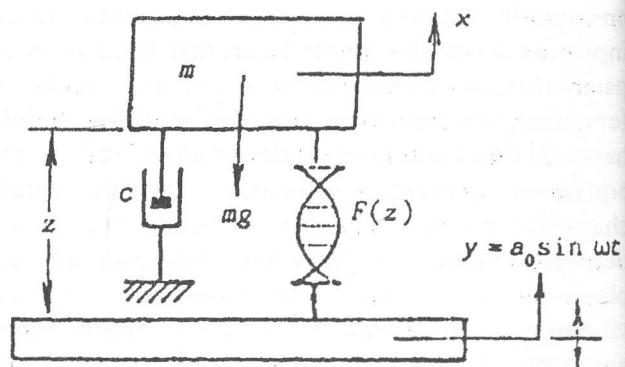 x
m
c
mg
F(z)
z
y = a₀ sin ωt